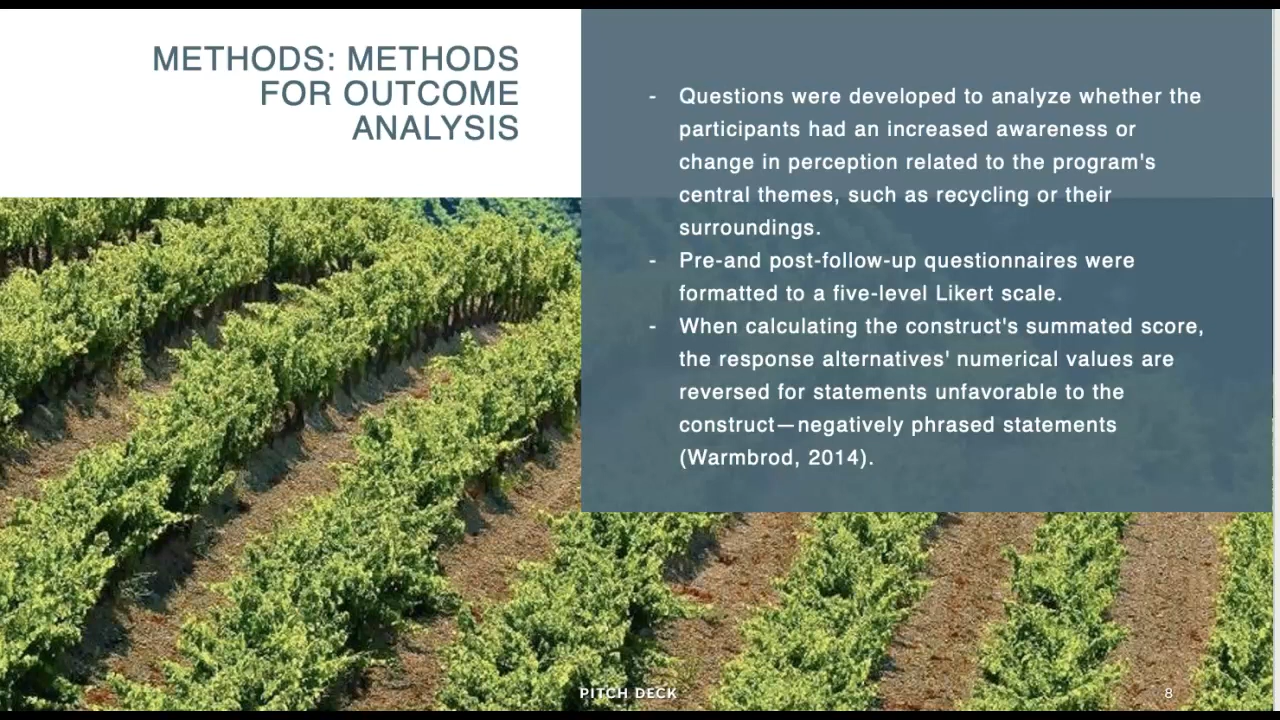 METHODS: METHODS
FOR OUTCOME
ANALYSIS
- Questions were developed to analyze whether the
participants had an increased awareness or
change in perception related to the program's
central themes, such as recycling or their
surroundings.
- Pre-and post-follow-up questionnaires were
formatted to a five-level Likert scale.
- When calculating the construct's summated score,
the response alternatives' numerical values are
reversed for statements unfavorable to the
construct—negatively phrased statements
(Warmbrod, 2014).
PITCH DECK
8